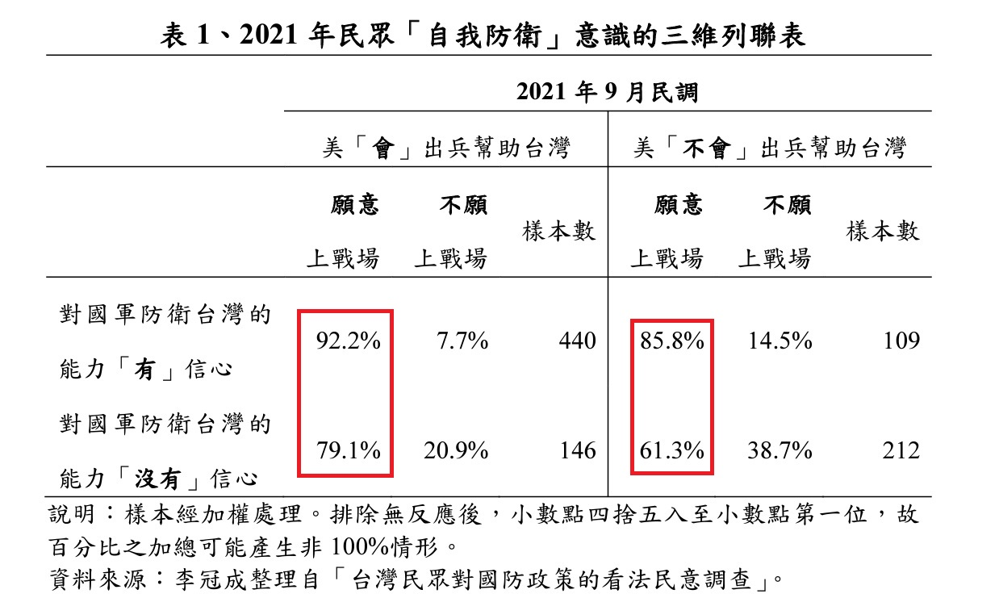 表 1、2021 年民眾「自我防衛」意識的三維列聯表
2021 年 9 月民調
美「會」出兵幫助台灣 美「不會」出兵幫助台灣
願意 不願 樣本數 願意 不願 樣本數
上戰場 上戰場 上戰場 上戰場
對國軍防衛台灣的
能力「有」信心
92.2% 7.7% 440 85.8% 14.5% 109
對國軍防衛台灣的
能力「沒有」信心
79.1% 20.9% 146 61.3% 38.7% 212
說明：樣本經加權處理。排除無反應後，小數點四捨五入至小數點第一位，故
百分比之加總可能產生非 100%情形。
資料來源：李冠成整理自「台灣民眾對國防政策的看法民意調查」。